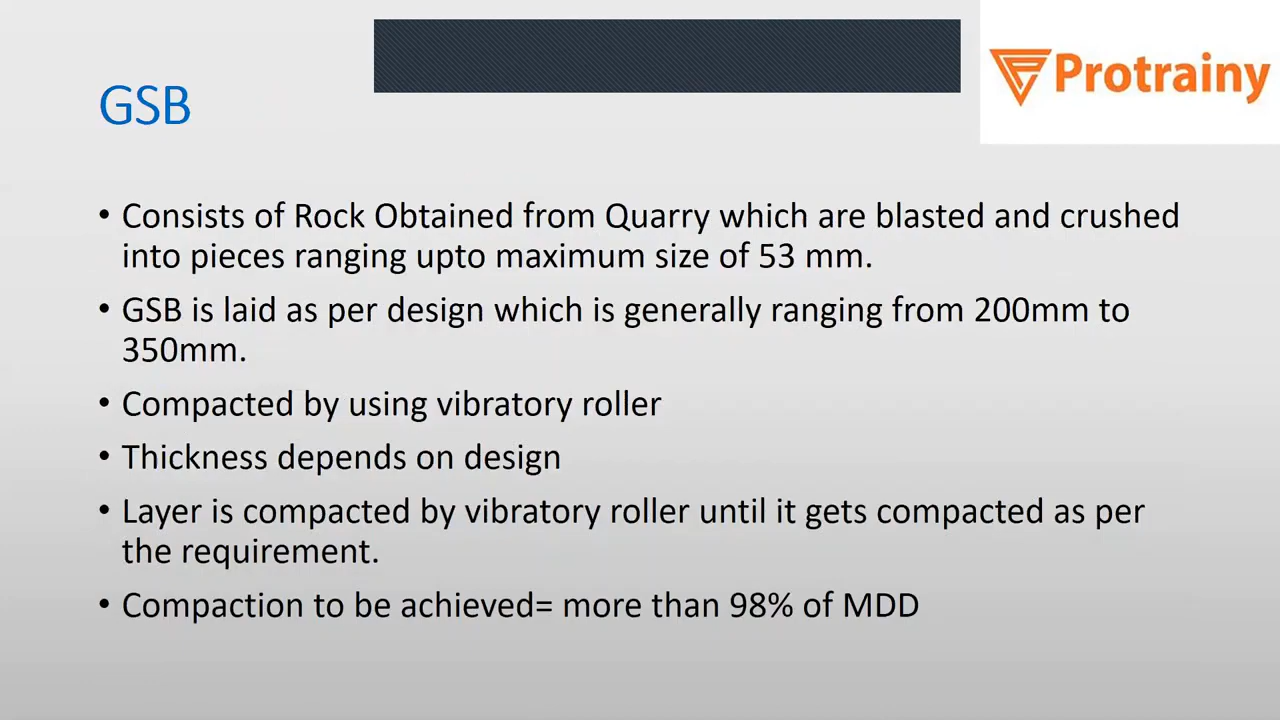 Protrainy
GSB
• Consists of Rock Obtained from Quarry which are blasted and crushed
into pieces ranging upto maximum size of 53 mm.
• GSB is laid as per design which is generally ranging from 200mm to
350mm.
• Compacted by using vibratory roller
• Thickness depends on design
• Layer is compacted by vibratory roller until it gets compacted as per
the requirement.
• Compaction to be achieved= more than 98% of MDD